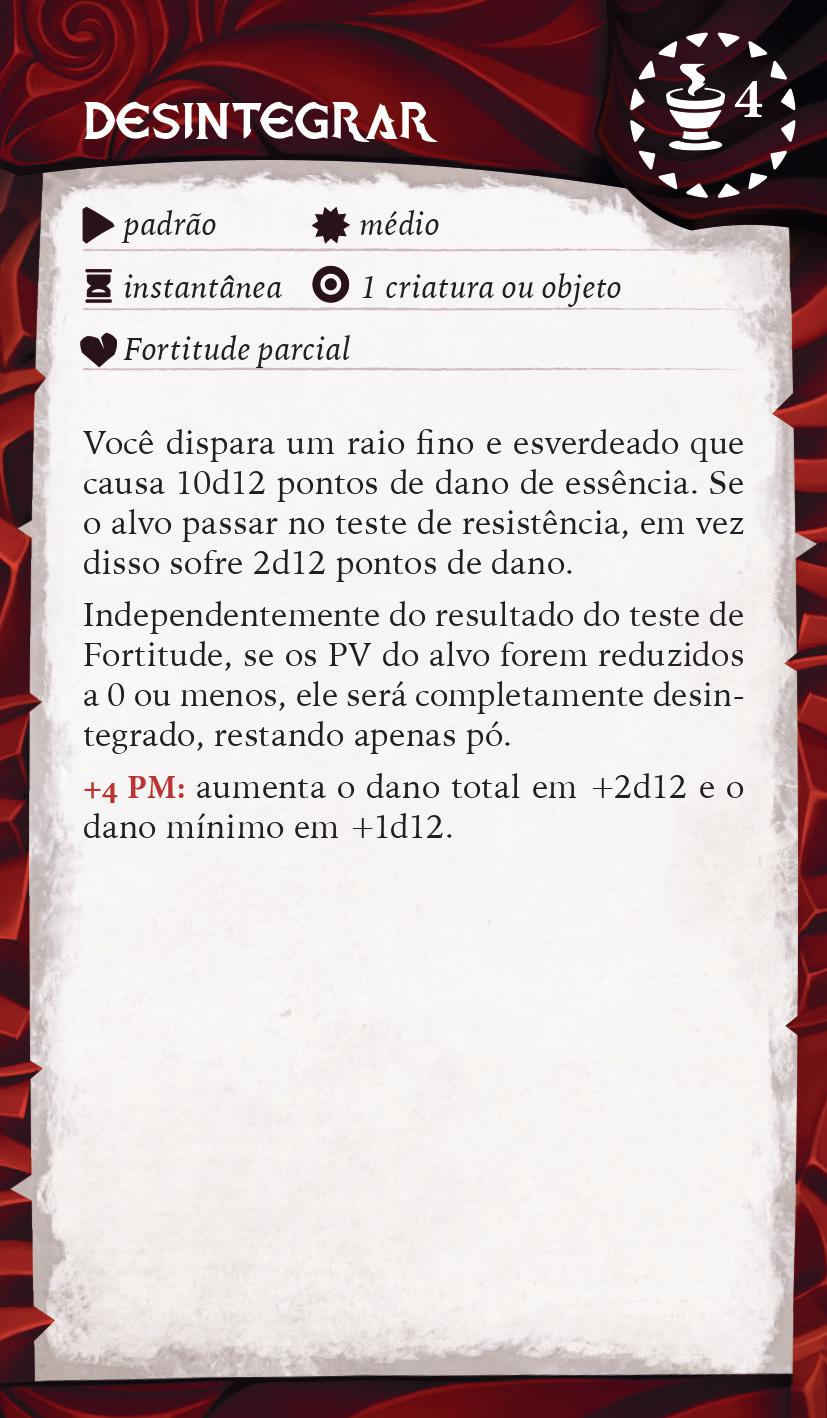 DESINTEGRAR
4
padrão médio
instantânea 1 criatura ou objeto
Fortitude parcial
Você dispara um raio fino e esverdeado que
causa 10d12 pontos de dano de essência. Se
o alvo passar no teste de resistência, em vez
disso sofre 2d12 pontos de dano.
Independentemente do resultado do teste de
Fortitude, se os PV do alvo forem reduzidos
a 0 ou menos, ele será completamente desin-
tegrado, restando apenas pó.
+4 PM: aumenta o dano total em +2d12 e o
dano mínimo em +1d12.